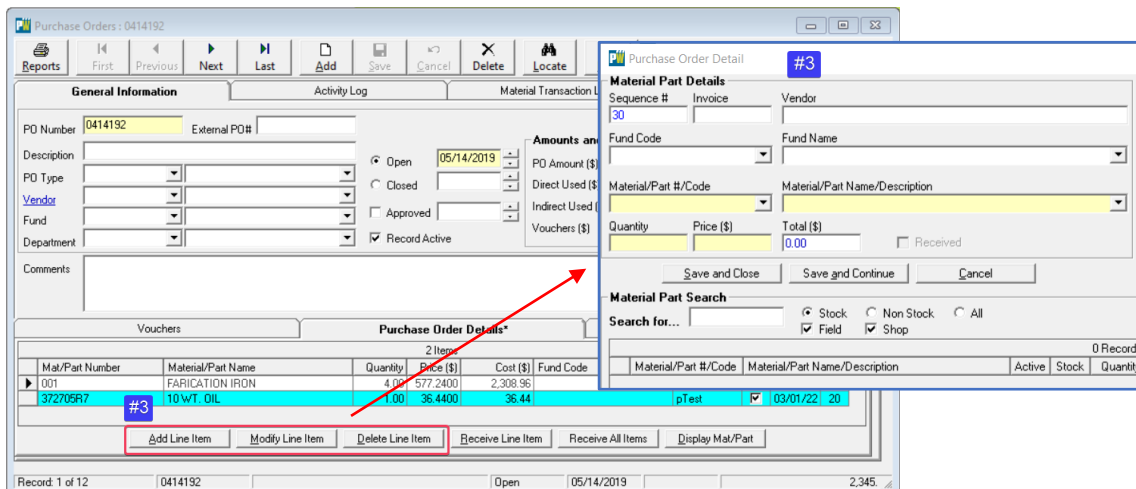 Purchase Orders : 0414192
Reports First Previous Next Last Add Save Cancel Delete Locate
General Information Activity Log Material Transaction L
PO Number 0414192 External PO#
Description
PO Type
Vendor
Fund
Department
Open 05/14/2019
Closed
Approved
Record Active
Amounts and
PO Amount ($)
Direct Used ($
Indirect Used (
Vouchers ($)
Comments
Vouchers Purchase Order Details*
2 Items
Mat/Part Number Material/Part Name Quantity Price ($) Cost ($) Fund Code
001 FARICATION IRON 4.00 577.2400 2,308.96
372705R7 10 WT. OIL 1.00 36.4400 36.44 pTest 03/01/22 20
#3
Add Line Item Modify Line Item Delete Line Item Receive Line Item Receive All Items Display Mat/Part
Record: 1 of 12 0414192 Open 05/14/2019 2,345.
Purchase Order Detail
#3
Material Part Details
Sequence # Invoice Vendor
30
Fund Code Fund Name
Material/Part #/Code Material/Part Name/Description
Quantity Price ($) Total ($)
0.00 Received
Save and Close Save and Continue Cancel
Material Part Search
Search for... Stock Non Stock All
Field Shop
0 Record
Material/Part #/Code Material/Part Name/Description Active Stock Quantity